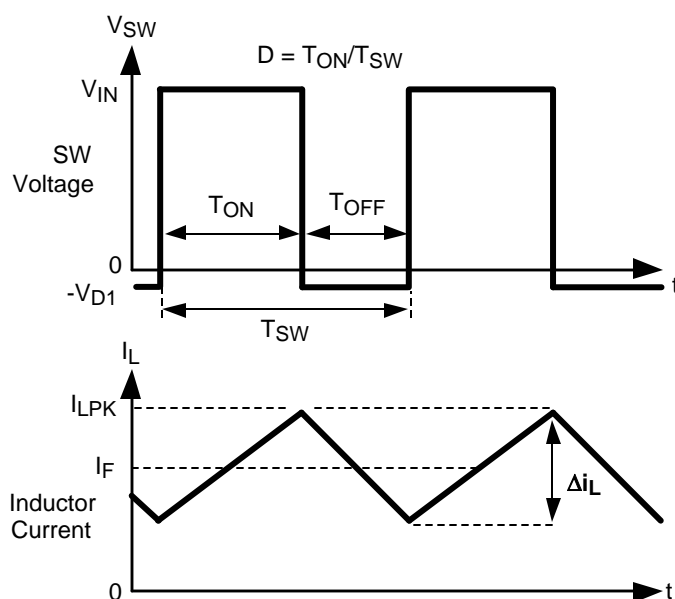 VSW
D = TON/TSW
VIN
SW
Voltage
TON
TOFF
0
t
-VD1
TSW
IL
ILPK
IF
ΔiL
Inductor
Current
0
t